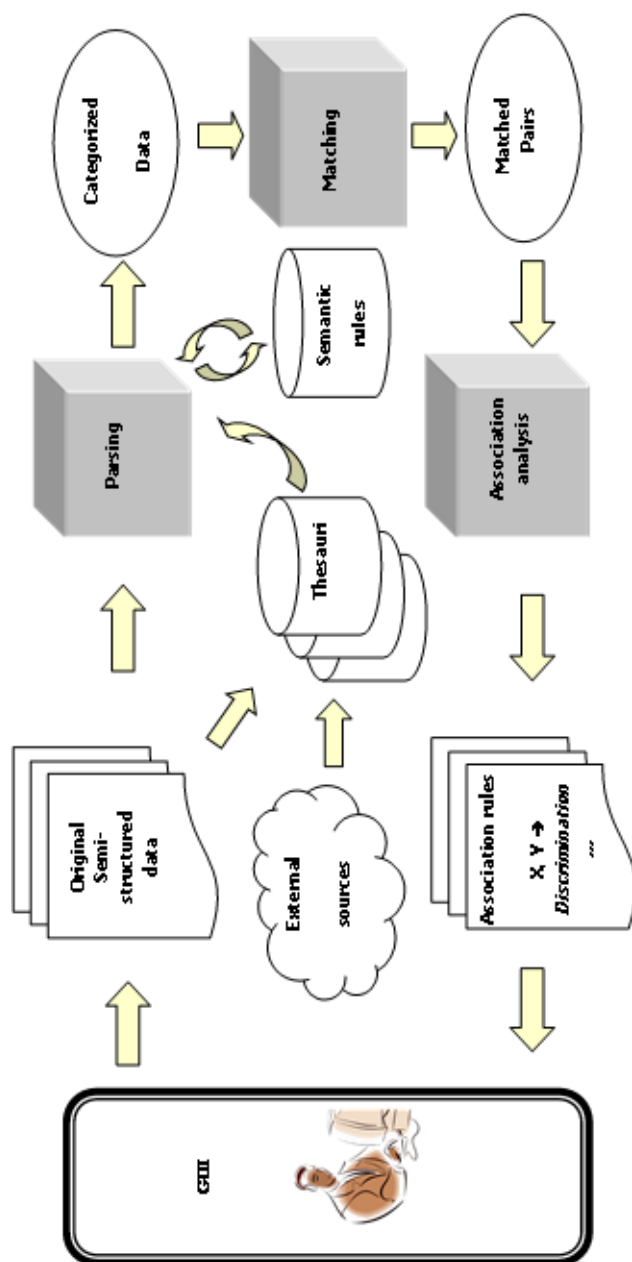 GUI
Original
Semi-
structured
data
Parsing
Categorized
Data
External
sources
Thesauri
Semantic
rules
Matching
Association rules
X, Y ➔
Discrimination
...
Association
analysis
Matched
Pairs